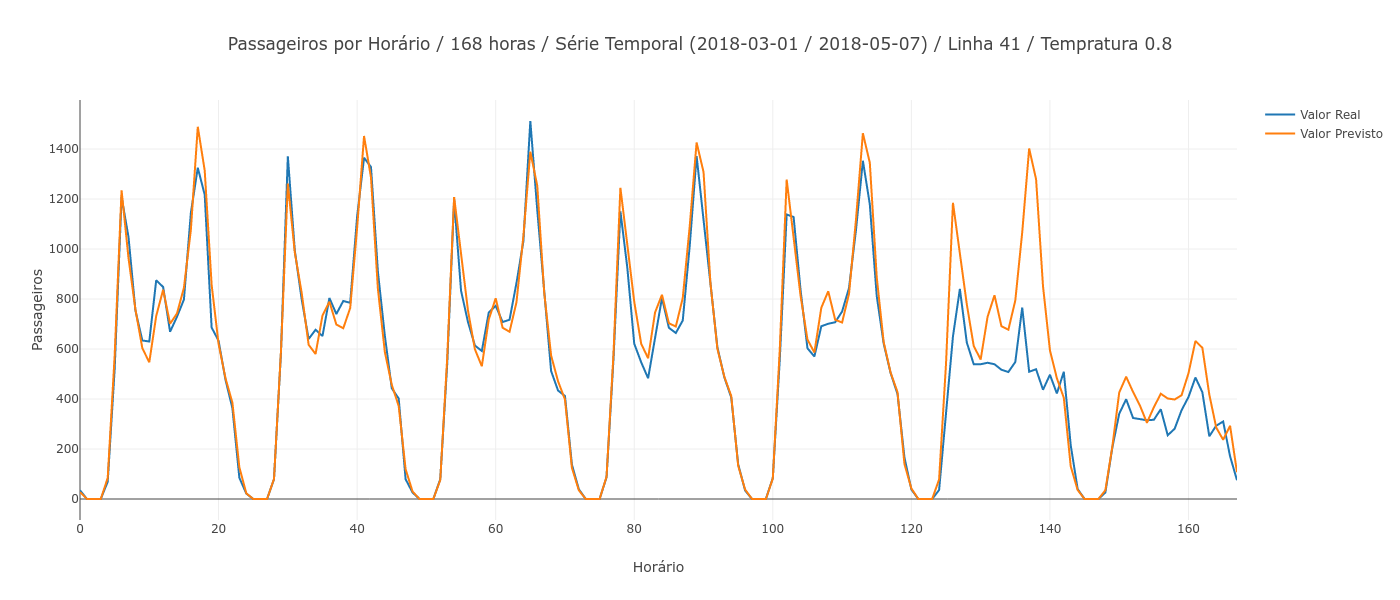 Passageiros por Horário / 168 horas / Série Temporal (2018-03-01 / 2018-05-07) / Linha 41 / Tempratura 0.8
Valor Real
Valor Previsto
Passageiros
1400
1200
1000
800
600
400
200
0
0 20 40 60 80 100 120 140 160
Horário